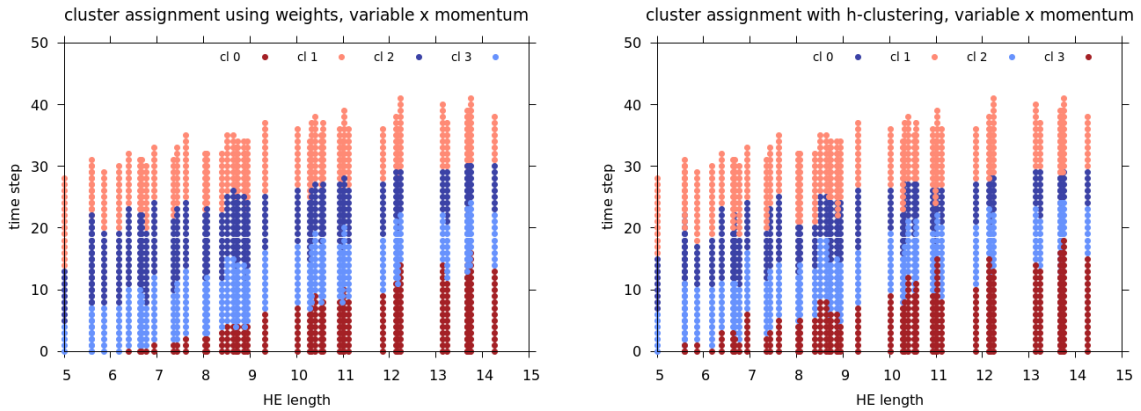 cluster assignment using weights, variable x momentum
cl 0 cl 1 cl 2 cl 3
50
40
30
20
10
0
time step
5 6 7 8 9 10 11 12 13 14 15
HE length
cluster assignment with h-clustering, variable x momentum
cl 0 cl 1 cl 2 cl 3
50
40
30
20
10
0
time step
5 6 7 8 9 10 11 12 13 14 15
HE length